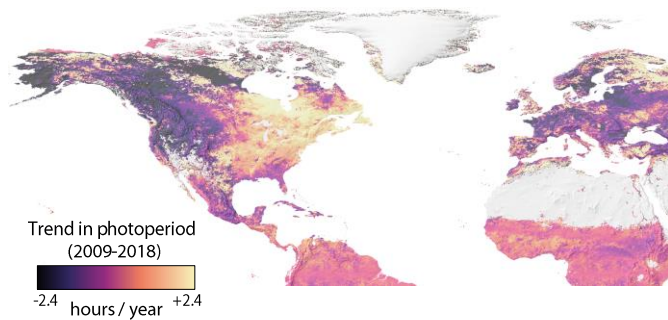 Trend in photoperiod
(2009-2018)
-2.4 +2.4
hours / year